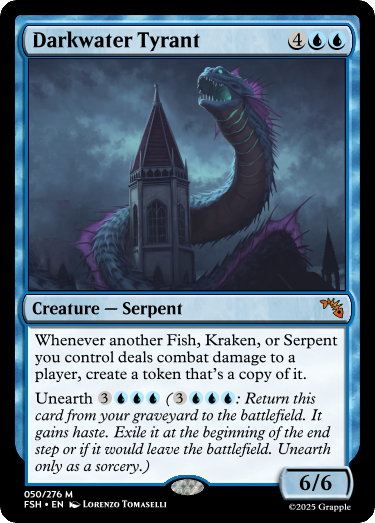 Darkwater Tyrant 4
Creature — Serpent
Whenever another Fish, Kraken, or Serpent
you control deals combat damage to a
player, create a token that's a copy of it.
Unearth 3 (3: Return this
card from your graveyard to the battlefield. It
gains haste. Exile it at the beginning of the end
step or if it would leave the battlefield. Unearth
only as a sorcery.)
6/6
050/276 M
FSH • EN Lorenzo Tomaselli
©2025 Grapple